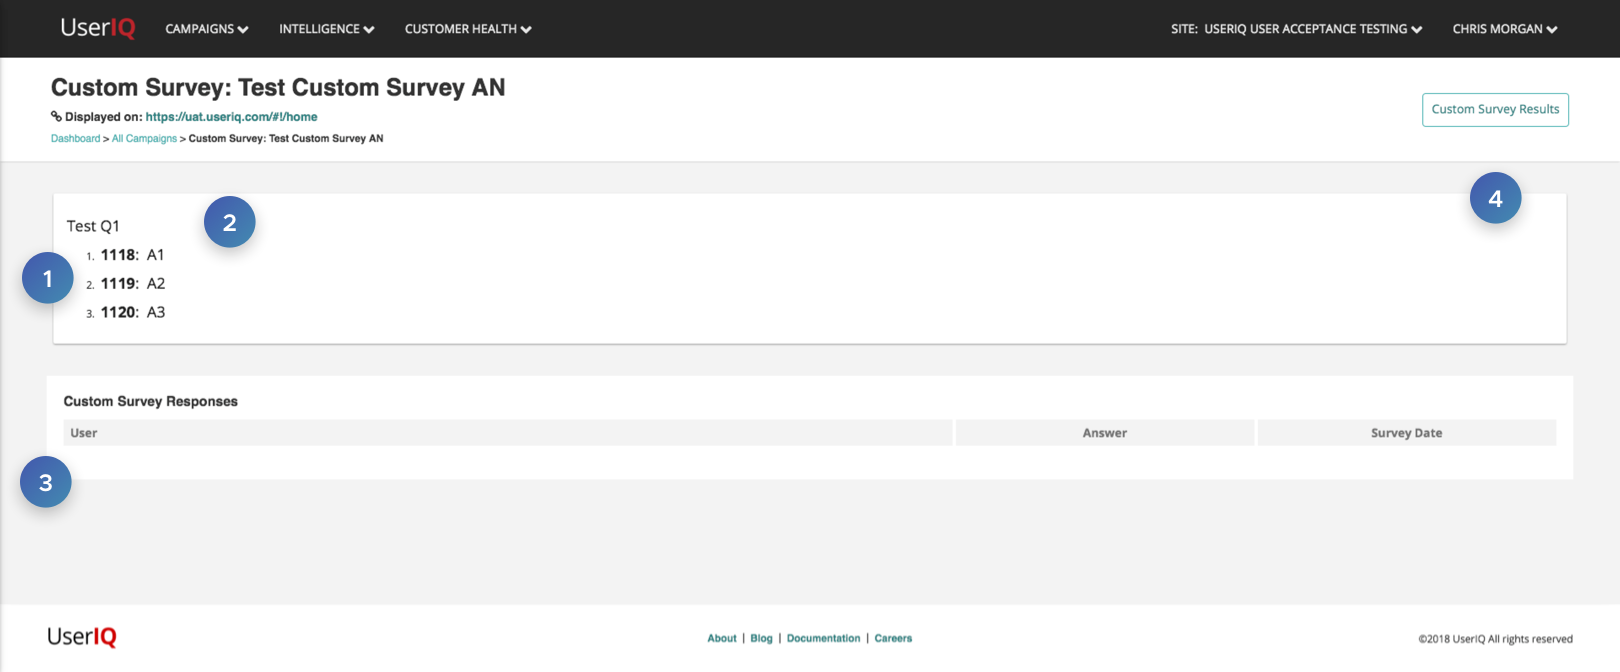 UserIQ CAMPAIGNS INTELLIGENCE CUSTOMER HEALTH SITE: USERIQ USER ACCEPTANCE TESTING CHRIS MORGAN
Custom Survey: Test Custom Survey AN
Displayed on: https://uat.useriq.com/#!/home
Custom Survey Results
Dashboard > All Campaigns > Custom Survey: Test Custom Survey AN
4
2
Test Q1
1. 1118: A1
1
2. 1119: A2
3. 1120: A3
Custom Survey Responses
User Answer Survey Date
3
UserIQ About | Blog | Documentation | Careers ©2018 UserIQ All rights reserved